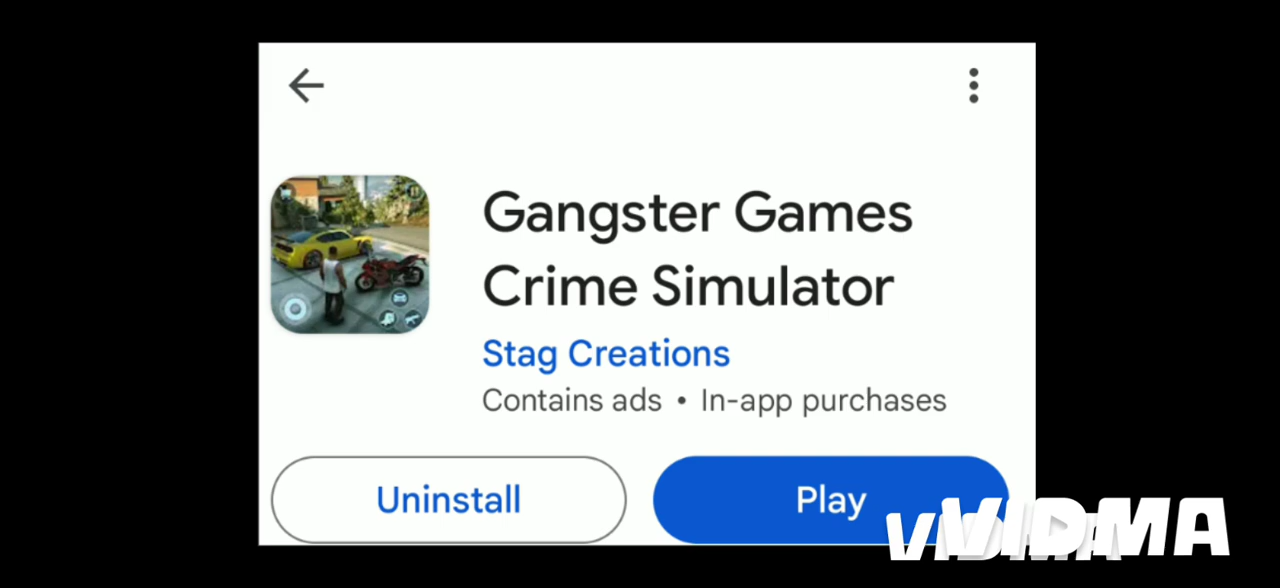 Gangster Games
Crime Simulator
Stag Creations
Contains ads • In-app purchases
Uninstall
Play
VIDMA